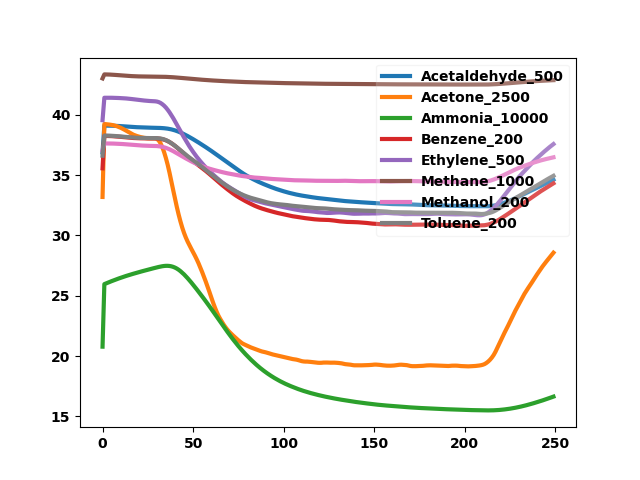 Acetaldehyde_500
Acetone_2500
Ammonia_10000
Benzene_200
Ethylene_500
Methane_1000
Methanol_200
Toluene_200
40
35
30
25
20
15
0 50 100 150 200 250